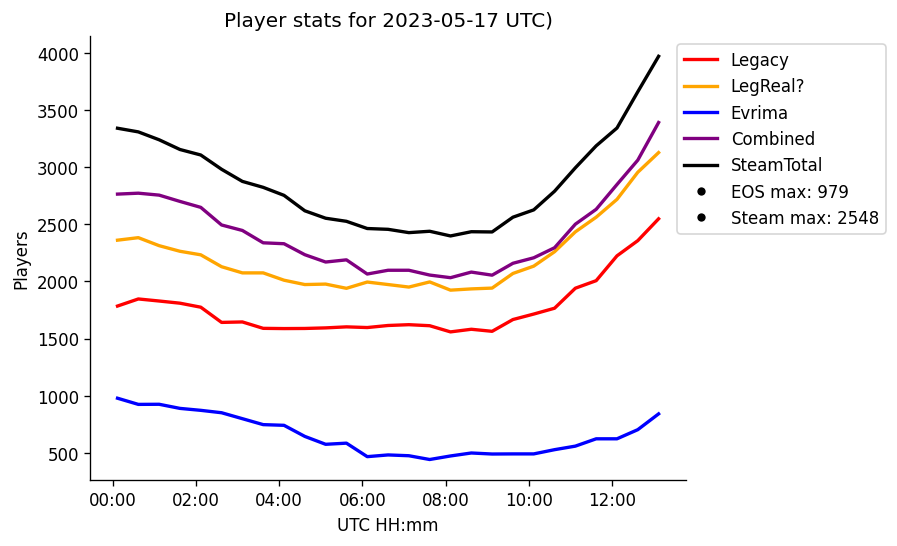 Player stats for 2023-05-17 UTC)
4000
3500
3000
2500
2000
1500
1000
500
Players
00:00 02:00 04:00 06:00 08:00 10:00 12:00
UTC HH:mm
Legacy
LegReal?
Evrima
Combined
SteamTotal
EOS max: 979
Steam max: 2548